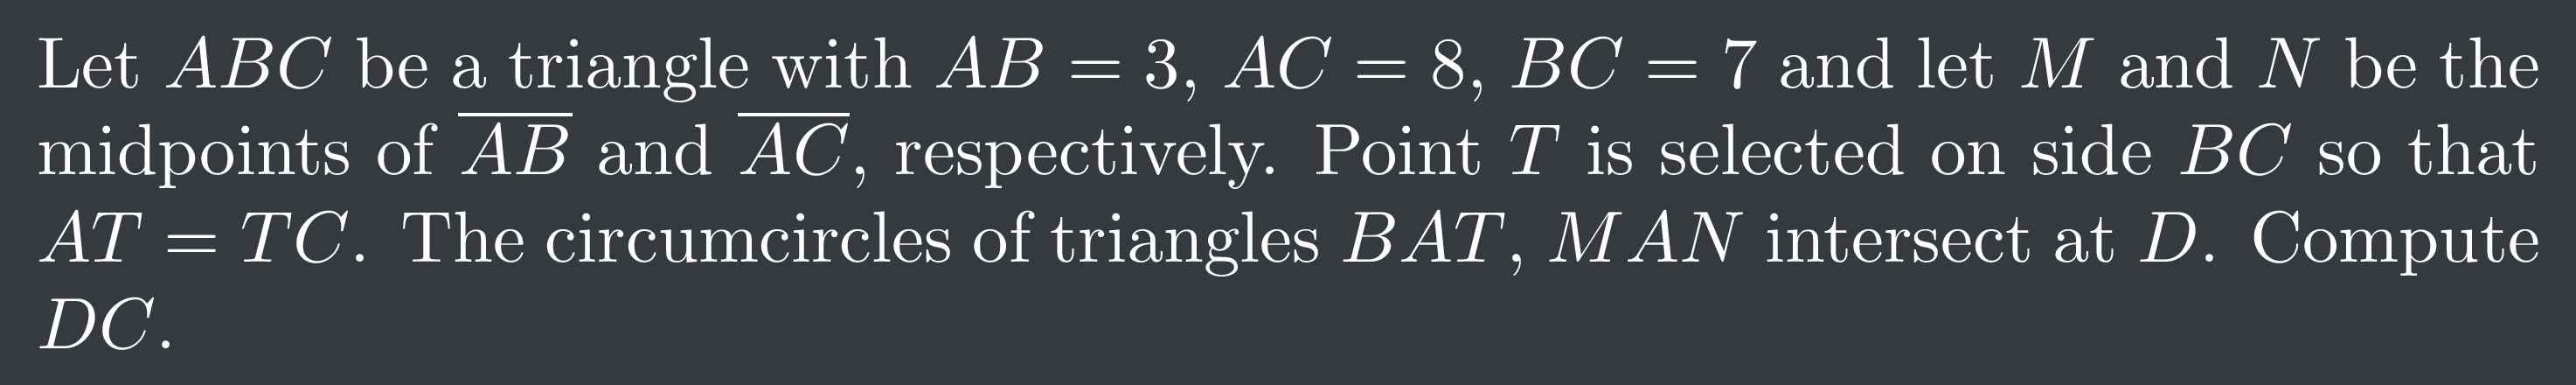 Let ABC be a triangle with AB = 3, AC = 8, BC = 7 and let M and N be the
midpoints of \overline{AB} and \overline{AC}, respectively. Point T is selected on side BC so that
AT = TC. The circumcircles of triangles BAT, MAN intersect at D. Compute
DC.